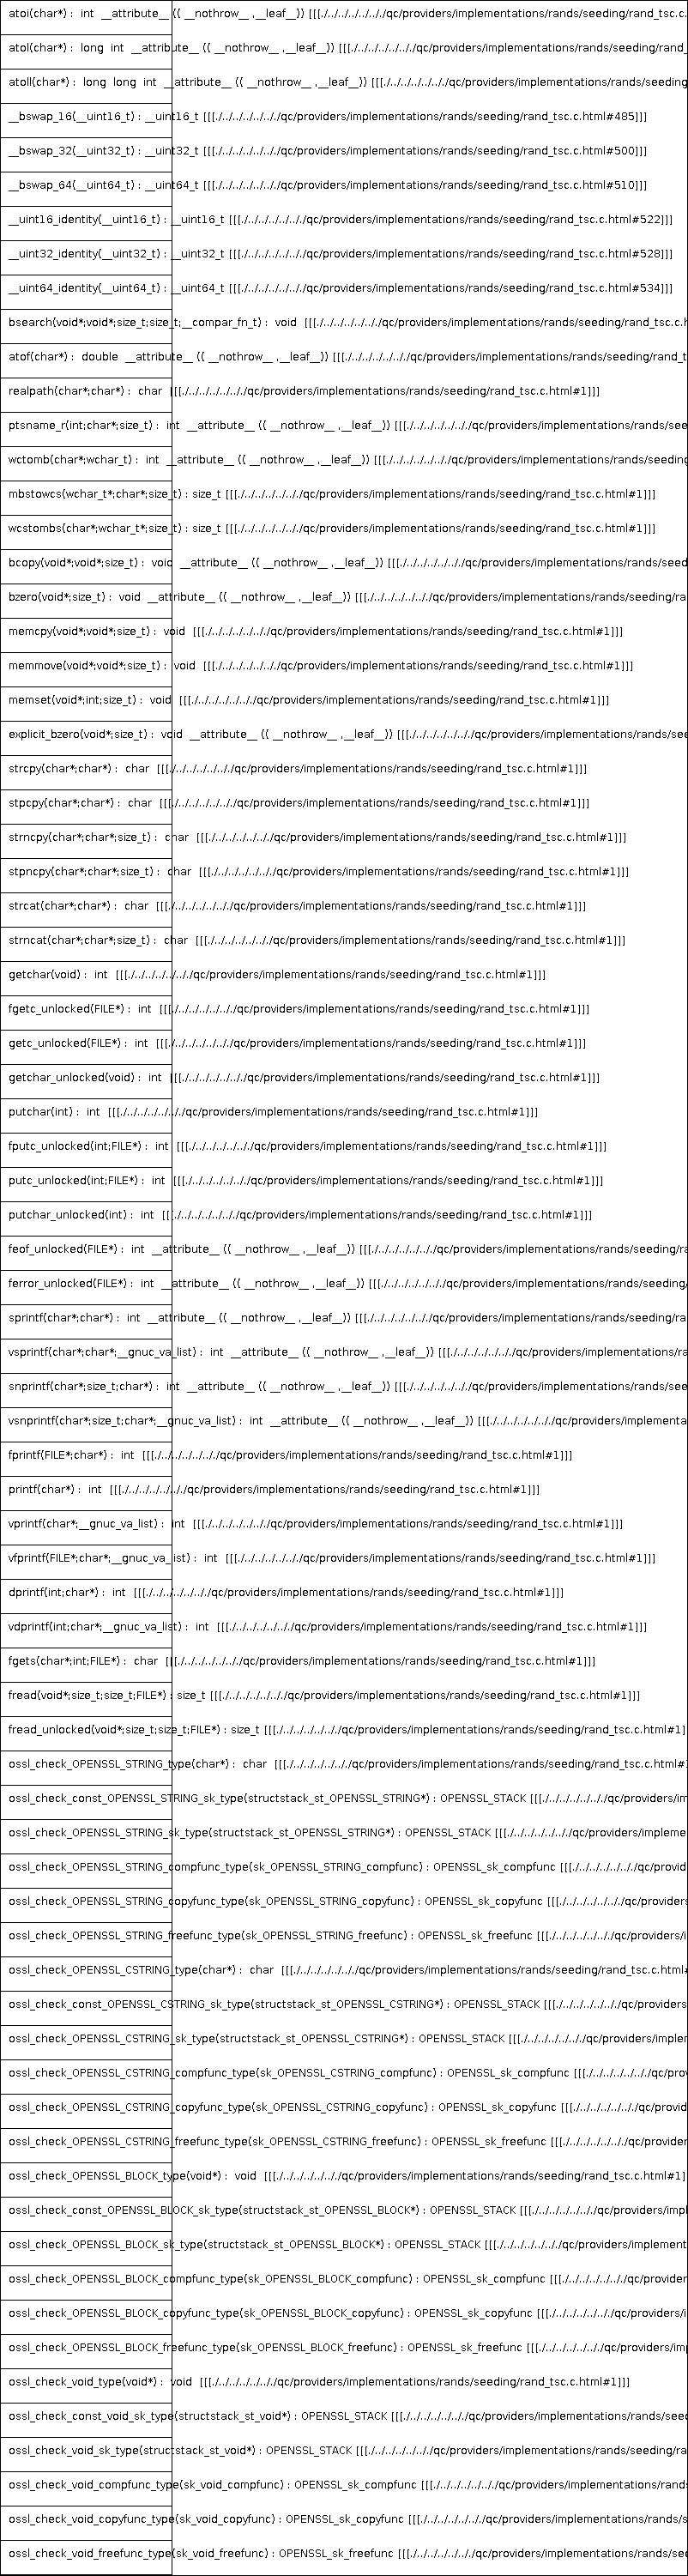 atoi(char*) :  int  __attribute__ (( __nothrow__ ,__leaf__)) [[[./../../../../../qc/providers/implementations/rands/seeding/rand_tsc.c.
atol(char*) :  long  int  __attribute__ (( __nothrow__ ,__leaf__)) [[[./../../../../../qc/providers/implementations/rands/seeding/rand_
atoll(char*) :  long  long  int  __attribute__ (( __nothrow__ ,__leaf__)) [[[./../../../../../qc/providers/implementations/rands/seeding
__bswap_16(__uint16_t) : __uint16_t [[[./../../../../../qc/providers/implementations/rands/seeding/rand_tsc.c.html#485]]]
__bswap_32(__uint32_t) : __uint32_t [[[./../../../../../qc/providers/implementations/rands/seeding/rand_tsc.c.html#500]]]
__bswap_64(__uint64_t) : __uint64_t [[[./../../../../../qc/providers/implementations/rands/seeding/rand_tsc.c.html#510]]]
__uint16_identity(__uint16_t) : __uint16_t [[[./../../../../../qc/providers/implementations/rands/seeding/rand_tsc.c.html#522]]]
__uint32_identity(__uint32_t) : __uint32_t [[[./../../../../../qc/providers/implementations/rands/seeding/rand_tsc.c.html#528]]]
__uint64_identity(__uint64_t) : __uint64_t [[[./../../../../../qc/providers/implementations/rands/seeding/rand_tsc.c.html#534]]]
bsearch(void*;void*;size_t;size_t;__compar_fn_t) :  void  [[[./../../../../../qc/providers/implementations/rands/seeding/rand_tsc.c.h
atof(char*) :  double  __attribute__ (( __nothrow__ ,__leaf__)) [[[./../../../../../qc/providers/implementations/rands/seeding/rand_t
realpath(char*;char*) :  char  [[[./../../../../../qc/providers/implementations/rands/seeding/rand_tsc.c.html#1]]]
ptsname_r(int;char*;size_t) :  int  __attribute__ (( __nothrow__ ,__leaf__)) [[[./../../../../../qc/providers/implementations/rands/see
wctomb(char*;wchar_t) :  int  __attribute__ (( __nothrow__ ,__leaf__)) [[[./../../../../../qc/providers/implementations/rands/seeding
mbstowcs(wchar_t*;char*;size_t) : size_t [[[./../../../../../qc/providers/implementations/rands/seeding/rand_tsc.c.html#1]]]
wcstombs(char*;wchar_t*;size_t) : size_t [[[./../../../../../qc/providers/implementations/rands/seeding/rand_tsc.c.html#1]]]
bcopy(void*;void*;size_t) :  void  __attribute__ (( __nothrow__ ,__leaf__)) [[[./../../../../../qc/providers/implementations/rands/seed
bzero(void*;size_t) :  void  __attribute__ (( __nothrow__ ,__leaf__)) [[[./../../../../../qc/providers/implementations/rands/seeding/ra
memcpy(void*;void*;size_t) :  void  [[[./../../../../../qc/providers/implementations/rands/seeding/rand_tsc.c.html#1]]]
memmove(void*;void*;size_t) :  void  [[[./../../../../../qc/providers/implementations/rands/seeding/rand_tsc.c.html#1]]]
memset(void*;int;size_t) :  void  [[[./../../../../../qc/providers/implementations/rands/seeding/rand_tsc.c.html#1]]]
explicit_bzero(void*;size_t) :  void  __attribute__ (( __nothrow__ ,__leaf__)) [[[./../../../../../qc/providers/implementations/rands/see
strcpy(char*;char*) :  char  [[[./../../../../../qc/providers/implementations/rands/seeding/rand_tsc.c.html#1]]]
stpcpy(char*;char*) :  char  [[[./../../../../../qc/providers/implementations/rands/seeding/rand_tsc.c.html#1]]]
strncpy(char*;char*;size_t) :  char  [[[./../../../../../qc/providers/implementations/rands/seeding/rand_tsc.c.html#1]]]
stpncpy(char*;char*;size_t) :  char  [[[./../../../../../qc/providers/implementations/rands/seeding/rand_tsc.c.html#1]]]
strcat(char*;char*) :  char  [[[./../../../../../qc/providers/implementations/rands/seeding/rand_tsc.c.html#1]]]
strncat(char*;char*;size_t) :  char  [[[./../../../../../qc/providers/implementations/rands/seeding/rand_tsc.c.html#1]]]
getchar(void) :  int  [[[./../../../../../qc/providers/implementations/rands/seeding/rand_tsc.c.html#1]]]
fgetc_unlocked(FILE*) :  int  [[[./../../../../../qc/providers/implementations/rands/seeding/rand_tsc.c.html#1]]]
getc_unlocked(FILE*) :  int  [[[./../../../../../qc/providers/implementations/rands/seeding/rand_tsc.c.html#1]]]
getchar_unlocked(void) :  int  [[[./../../../../../qc/providers/implementations/rands/seeding/rand_tsc.c.html#1]]]
putchar(int) :  int  [[[./../../../../../qc/providers/implementations/rands/seeding/rand_tsc.c.html#1]]]
fputc_unlocked(int;FILE*) :  int  [[[./../../../../../qc/providers/implementations/rands/seeding/rand_tsc.c.html#1]]]
putc_unlocked(int;FILE*) :  int  [[[./../../../../../qc/providers/implementations/rands/seeding/rand_tsc.c.html#1]]]
putchar_unlocked(int) :  int  [[[./../../../../../qc/providers/implementations/rands/seeding/rand_tsc.c.html#1]]]
feof_unlocked(FILE*) :  int  __attribute__ (( __nothrow__ ,__leaf__)) [[[./../../../../../qc/providers/implementations/rands/seeding/ra
ferror_unlocked(FILE*) :  int  __attribute__ (( __nothrow__ ,__leaf__)) [[[./../../../../../qc/providers/implementations/rands/seeding/
sprintf(char*;char*) :  int  __attribute__ (( __nothrow__ ,__leaf__)) [[[./../../../../../qc/providers/implementations/rands/seeding/ra
vsprintf(char*;char*;__gnuc_va_list) :  int  __attribute__ (( __nothrow__ ,__leaf__)) [[[./../../../../../qc/providers/implementations/ra
snprintf(char*;size_t;char*) :  int  __attribute__ (( __nothrow__ ,__leaf__)) [[[./../../../../../qc/providers/implementations/rands/see
vsnprintf(char*;size_t;char*;__gnuc_va_list) :  int  __attribute__ (( __nothrow__ ,__leaf__)) [[[./../../../../../qc/providers/implementa
fprintf(FILE*;char*) :  int  [[[./../../../../../qc/providers/implementations/rands/seeding/rand_tsc.c.html#1]]]
printf(char*) :  int  [[[./../../../../../qc/providers/implementations/rands/seeding/rand_tsc.c.html#1]]]
vprintf(char*;__gnuc_va_list) :  int  [[[./../../../../../qc/providers/implementations/rands/seeding/rand_tsc.c.html#1]]]
vfprintf(FILE*;char*;__gnuc_va_list) :  int  [[[./../../../../../qc/providers/implementations/rands/seeding/rand_tsc.c.html#1]]]
dprintf(int;char*) :  int  [[[./../../../../../qc/providers/implementations/rands/seeding/rand_tsc.c.html#1]]]
vdprintf(int;char*;__gnuc_va_list) :  int  [[[./../../../../../qc/providers/implementations/rands/seeding/rand_tsc.c.html#1]]]
fgets(char*;int;FILE*) :  char  [[[./../../../../../qc/providers/implementations/rands/seeding/rand_tsc.c.html#1]]]
fread(void*;size_t;size_t;FILE*) : size_t [[[./../../../../../qc/providers/implementations/rands/seeding/rand_tsc.c.html#1]]]
fread_unlocked(void*;size_t;size_t;FILE*) : size_t [[[./../../../../../qc/providers/implementations/rands/seeding/rand_tsc.c.html#1]
ossl_check_OPENSSL_STRING_type(char*) :  char  [[[./../../../../../qc/providers/implementations/rands/seeding/rand_tsc.c.html#1
ossl_check_const_OPENSSL_STRING_sk_type(structstack_st_OPENSSL_STRING*) : OPENSSL_STACK [[[./../../../../../qc/providers/im
ossl_check_OPENSSL_STRING_sk_type(structstack_st_OPENSSL_STRING*) : OPENSSL_STACK [[[./../../../../../qc/providers/impleme
ossl_check_OPENSSL_STRING_compfunc_type(sk_OPENSSL_STRING_compfunc) : OPENSSL_sk_compfunc [[[./../../../../../qc/provid
ossl_check_OPENSSL_STRING_copyfunc_type(sk_OPENSSL_STRING_copyfunc) : OPENSSL_sk_copyfunc [[[./../../../../../qc/providers
ossl_check_OPENSSL_STRING_freefunc_type(sk_OPENSSL_STRING_freefunc) : OPENSSL_sk_freefunc [[[./../../../../../qc/providers/i
ossl_check_OPENSSL_CSTRING_type(char*) :  char  [[[./../../../../../qc/providers/implementations/rands/seeding/rand_tsc.c.html#
ossl_check_const_OPENSSL_CSTRING_sk_type(structstack_st_OPENSSL_CSTRING*) : OPENSSL_STACK [[[./../../../../../qc/providers
ossl_check_OPENSSL_CSTRING_sk_type(structstack_st_OPENSSL_CSTRING*) : OPENSSL_STACK [[[./../../../../../qc/providers/implem
ossl_check_OPENSSL_CSTRING_compfunc_type(sk_OPENSSL_CSTRING_compfunc) : OPENSSL_sk_compfunc [[[./../../../../../qc/prov
ossl_check_OPENSSL_CSTRING_copyfunc_type(sk_OPENSSL_CSTRING_copyfunc) : OPENSSL_sk_copyfunc [[[./../../../../../qc/provid
ossl_check_OPENSSL_CSTRING_freefunc_type(sk_OPENSSL_CSTRING_freefunc) : OPENSSL_sk_freefunc [[[./../../../../../qc/provider
ossl_check_OPENSSL_BLOCK_type(void*) :  void  [[[./../../../../../qc/providers/implementations/rands/seeding/rand_tsc.c.html#1]
ossl_check_const_OPENSSL_BLOCK_sk_type(structstack_st_OPENSSL_BLOCK*) : OPENSSL_STACK [[[./../../../../../qc/providers/impl
ossl_check_OPENSSL_BLOCK_sk_type(structstack_st_OPENSSL_BLOCK*) : OPENSSL_STACK [[[./../../../../../qc/providers/implement
ossl_check_OPENSSL_BLOCK_compfunc_type(sk_OPENSSL_BLOCK_compfunc) : OPENSSL_sk_compfunc [[[./../../../../../qc/provider
ossl_check_OPENSSL_BLOCK_copyfunc_type(sk_OPENSSL_BLOCK_copyfunc) : OPENSSL_sk_copyfunc [[[./../../../../../qc/providers/i
ossl_check_OPENSSL_BLOCK_freefunc_type(sk_OPENSSL_BLOCK_freefunc) : OPENSSL_sk_freefunc [[[./../../../../../qc/providers/imp
ossl_check_void_type(void*) :  void  [[[./../../../../../qc/providers/implementations/rands/seeding/rand_tsc.c.html#1]]]
ossl_check_const_void_sk_type(structstack_st_void*) : OPENSSL_STACK [[[./../../../../../qc/providers/implementations/rands/seed
ossl_check_void_sk_type(structstack_st_void*) : OPENSSL_STACK [[[./../../../../../qc/providers/implementations/rands/seeding/ra
ossl_check_void_compfunc_type(sk_void_compfunc) : OPENSSL_sk_compfunc [[[./../../../../../qc/providers/implementations/rands
ossl_check_void_copyfunc_type(sk_void_copyfunc) : OPENSSL_sk_copyfunc [[[./../../../../../qc/providers/implementations/rands/s
ossl_check_void_freefunc_type(sk_void_freefunc) : OPENSSL_sk_freefunc [[[./../../../../../qc/providers/implementations/rands/see